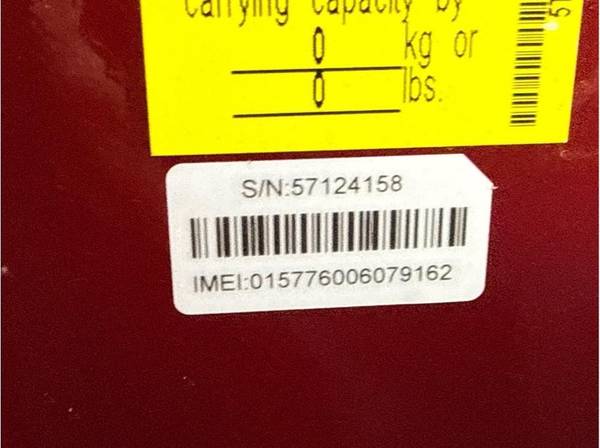 Carrying capacity by
0 kg or
0 lbs.
S/N:57124158
IMEI:015776006079162